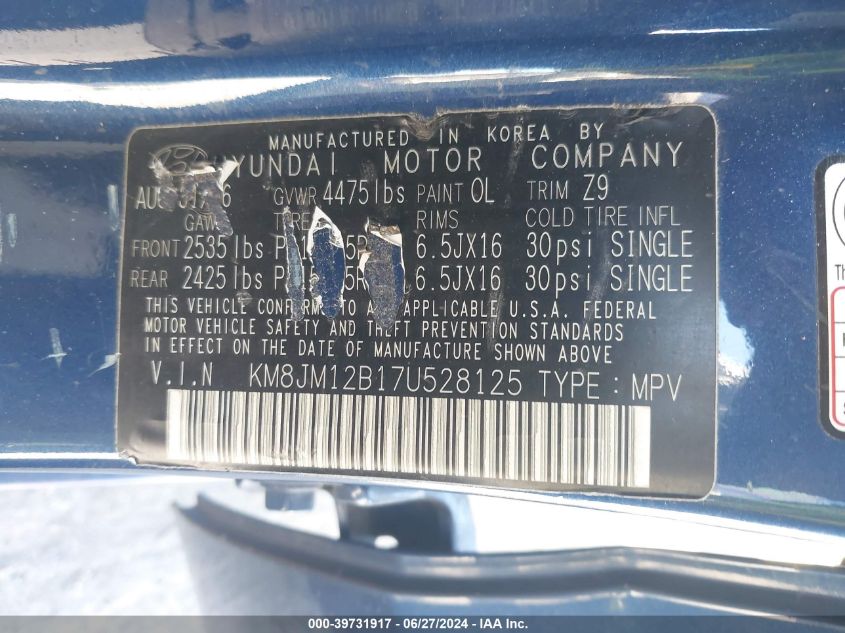 MANUFACTURED IN KOREA BY
HYUNDAI MOTOR COMPANY
GVWR 4475 lbs PAINT OL TRIM Z9
RIMS COLD TIRE INFL
FRONT 2535 lbs 6.5JX16 30psi SINGLE
REAR 2425 lbs 6.5JX16 30psi SINGLE
THIS VEHICLE TO APPLICABLE U.S.A. FEDERAL
MOTOR VEHICLE SAFETY AND THEFT PREVENTION STANDARDS
IN EFFECT ON THE DATE OF MANUFACTURE SHOWN ABOVE
V.I.N KM8JM12B17U528125 TYPE : MPV
000-39731917 - 06/27/2024 - IAA Inc.